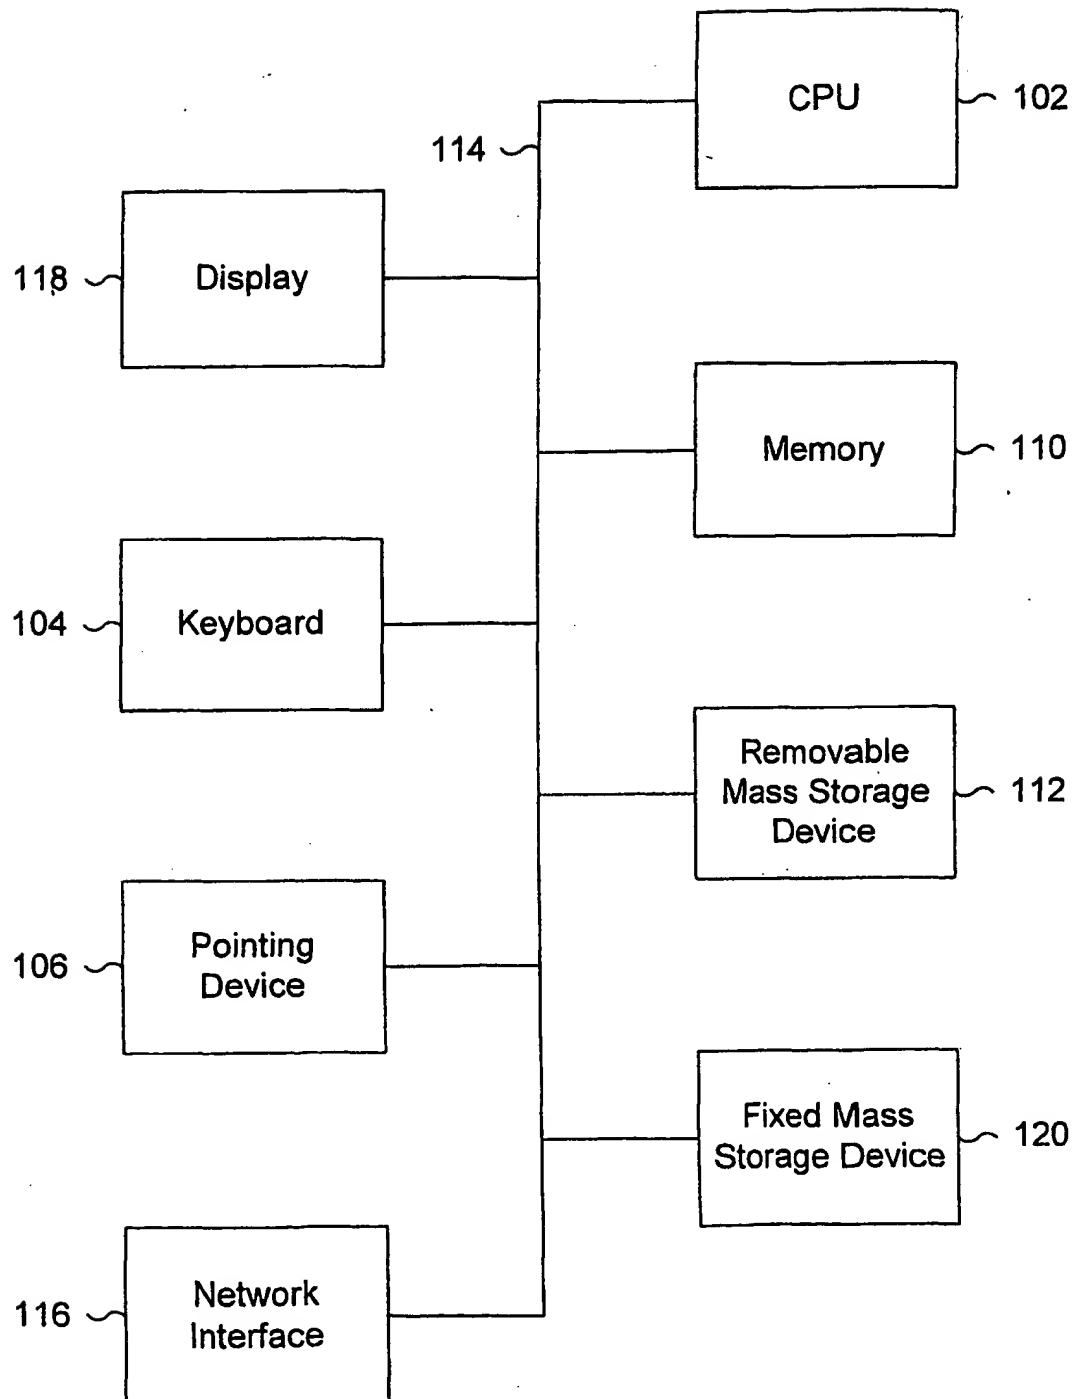 CPU
102
114
118
Display
Memory
110
104
Keyboard
Removable
Mass Storage
Device
112
106
Pointing
Device
Fixed Mass
Storage Device
120
116
Network
Interface